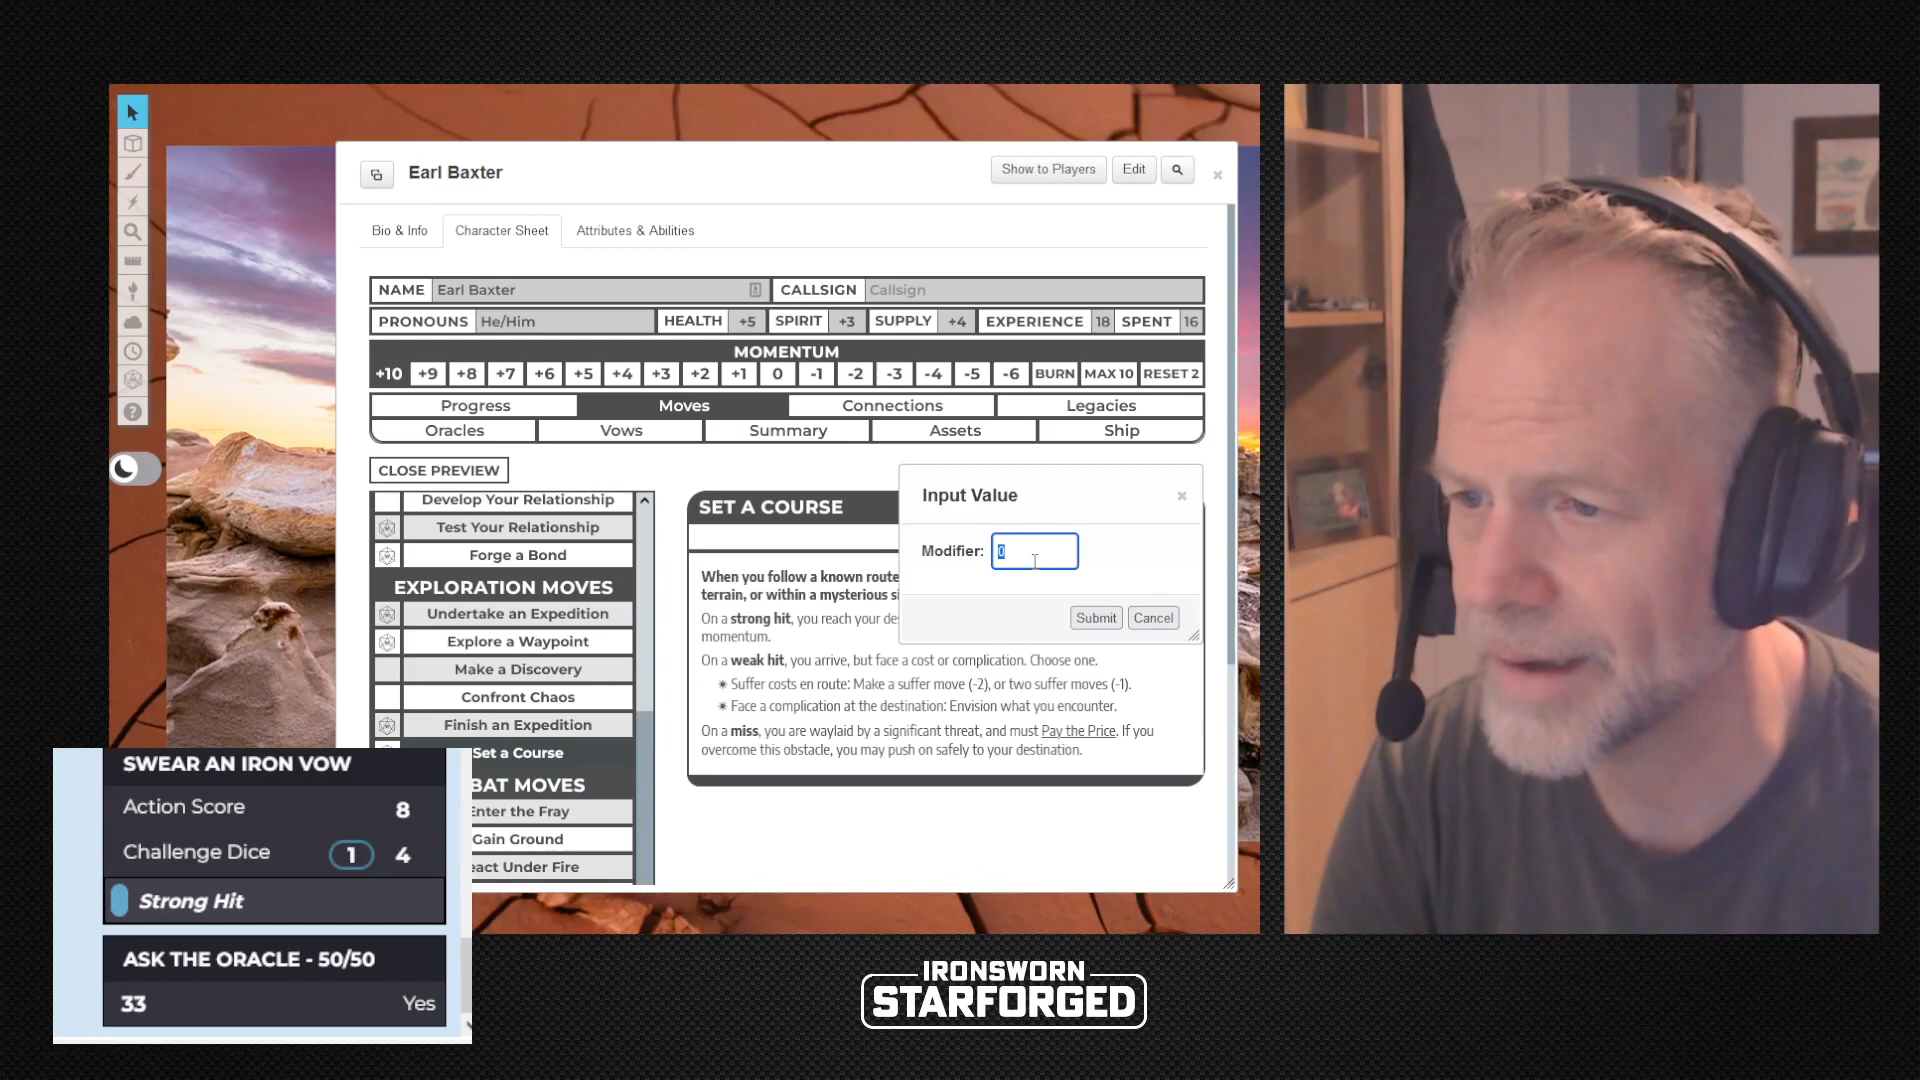 Earl Baxter
Show to Players
Edit
Bio & Info
Character Sheet
Attributes & Abilities
NAME Earl Baxter
CALLSIGN Callsign
PRONOUNS He/Him
HEALTH +5
SPIRIT +3
SUPPLY +4
EXPERIENCE 18
SPENT 16
MOMENTUM
+10 +9 +8 +7 +6 +5 +4 +3 +2 +1 0 -1 -2 -3 -4 -5 -6 BURN MAX 10 RESET 2
Progress
Moves
Connections
Legacies
Oracles
Vows
Summary
Assets
Ship
CLOSE PREVIEW
Develop Your Relationship
Test Your Relationship
Forge a Bond
EXPLORATION MOVES
Undertake an Expedition
Explore a Waypoint
Make a Discovery
Confront Chaos
Finish an Expedition
Set a Course
BAT MOVES
Enter the Fray
Gain Ground
eact Under Fire
SET A COURSE
When you follow a known route
terrain, or within a mysterious
On a strong hit, you reach your
momentum.
On a weak hit, you arrive, but face a cost or complication. Choose one.
✷ Suffer costs en route: Make a suffer move (-2), or two suffer moves (-1).
✷ Face a complication at the destination: Envision what you encounter.
On a miss, you are waylaid by a significant threat, and must Pay the Price. If you
overcome this obstacle, you may push on safely to your destination.
Input Value
Modifier: 0
Submit
Cancel
SWEAR AN IRON VOW
Action Score 8
Challenge Dice 1 4
Strong Hit
ASK THE ORACLE - 50/50
33 Yes
IRONSWORN
STARFORGED